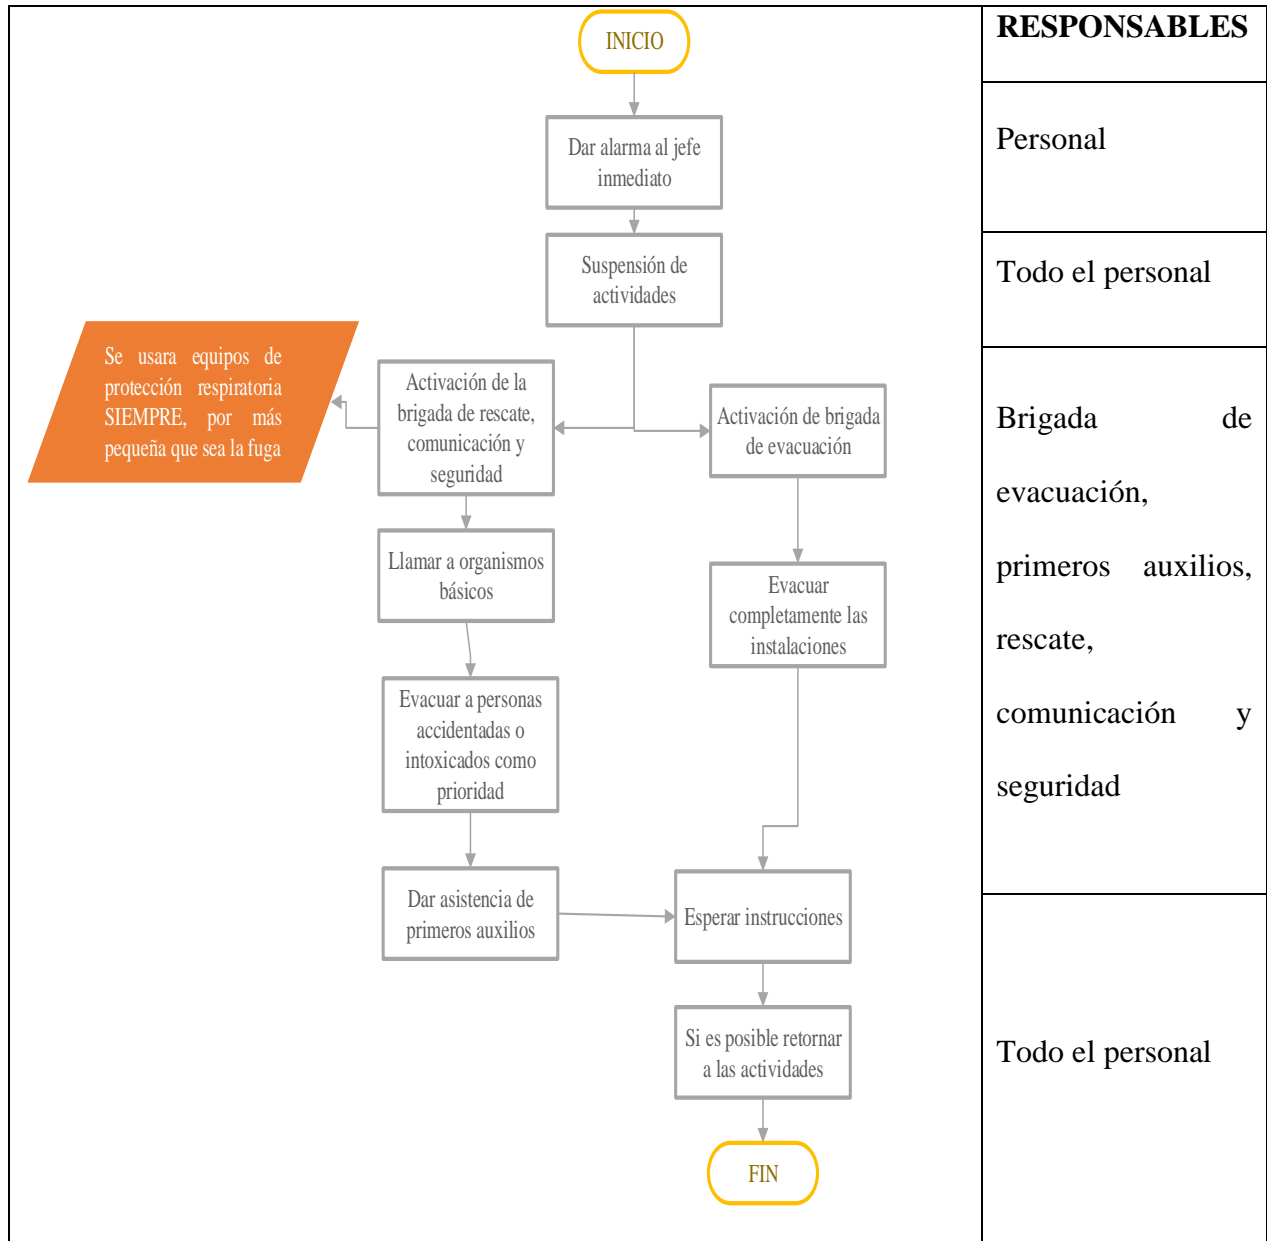 INICIO
RESPONSABLES
Dar alarma al jefe
inmediato
Personal
Suspensión de
actividades
Todo el personal
Se usara equipos de
protección respiratoria
SIEMPRE, por más
pequeña que sea la fuga
Activación de la
brigada de rescate,
comunicación y
seguridad
Activación de brigada
de evacuación
Brigada de
evacuación,
primeros auxilios,
rescate,
comunicación y
seguridad
Llamar a organismos
básicos
Evacuar
completamente las
instalaciones
Evacuar a personas
accidentadas o
intoxicados como
prioridad
Dar asistencia de
primeros auxilios
Esperar instrucciones
Si es posible retornar
a las actividades
Todo el personal
FIN